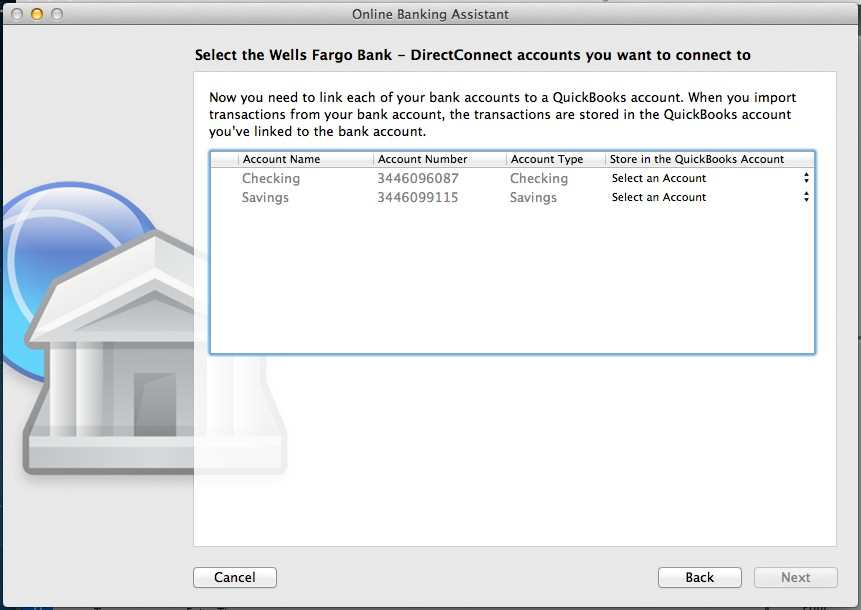 Online Banking Assistant
Select the Wells Fargo Bank – DirectConnect accounts you want to connect to
Now you need to link each of your bank accounts to a QuickBooks account. When you import
transactions from your bank account, the transactions are stored in the QuickBooks account
you've linked to the bank account.
Account Name Account Number Account Type Store in the QuickBooks Account
Checking 3446096087 Checking Select an Account
Savings 3446099115 Savings Select an Account
Cancel Back Next